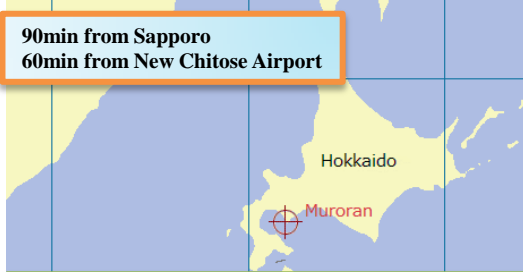 90min from Sapporo
60min from New Chitose Airport
Hokkaido
Muroran